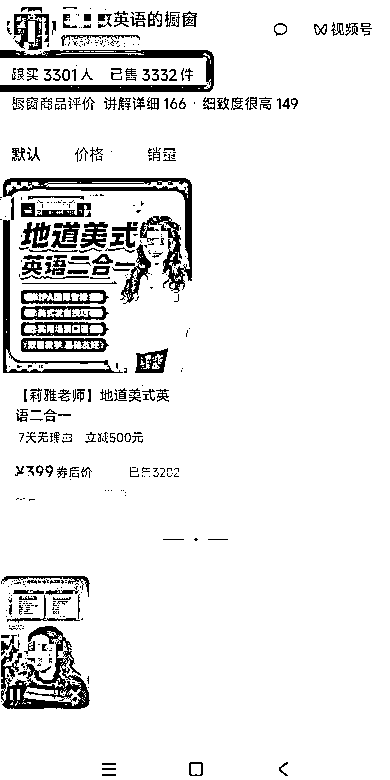 教英语的橱窗
视频号
跟买 3301人 已售 3332件
橱窗商品评价 讲解详细 166 · 细致度很高 149
默认 价格 销量
地道美式
英语二合一
【莉雅老师】地道美式英
语二合一
7天无理由 立减500元
¥399 券后价 已售3202